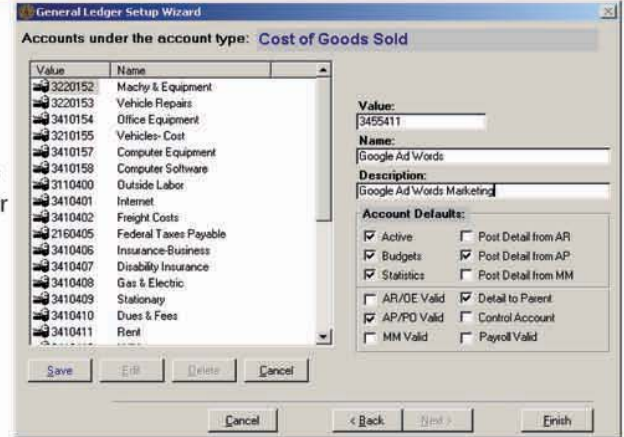 General Ledger Setup Wizard
Accounts under the account type: Cost of Goods Sold
Value Name
3220152 Machy & Equipment
3220153 Vehicle Repairs
3410154 Office Equipment
3210155 Vehicles- Cost
3410157 Computer Equipment
3410158 Computer Software
3110400 Outside Labor
3410401 Internet
3410402 Freight Costs
2160405 Federal Taxes Payable
3410406 Insurance-Business
3410407 Disability Insurance
3410408 Gas & Electric
3410409 Stationary
3410410 Dues & Fees
3410411 Rent
Value:
3455411
Name:
Google Ad Words
Description:
Google Ad Words Marketing
Account Defaults:
Active Post Detail from AR
Budgets Post Detail from AP
Statistics Post Detail from MM
AR/OE Valid Detail to Parent
AP/PO Valid Control Account
MM Valid Payroll Valid
Save Edit Delete Cancel
Cancel < Back Next > Finish
r